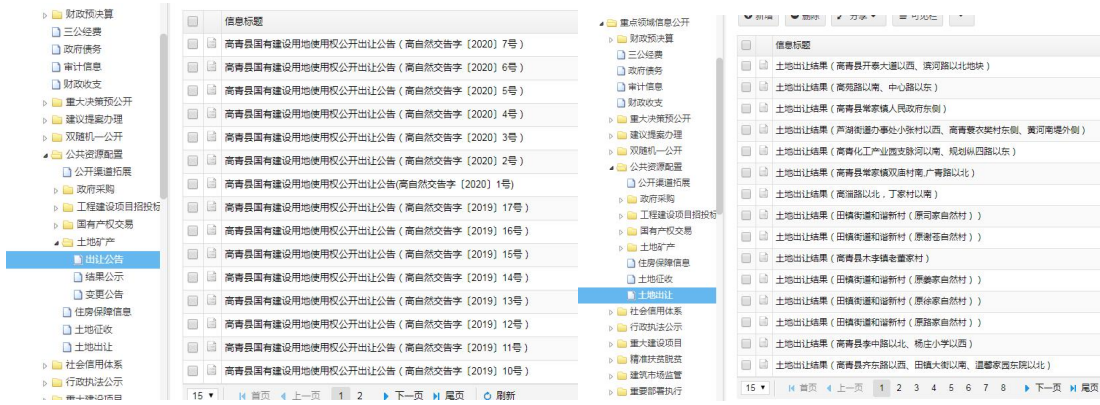 财政预决算
三公经费
政府债务
审计信息
财政收支
重大决策预公开
建议提案办理
双随机一公开
公共资源配置
公开渠道拓展
政府采购
工程建设项目招投标
国有产权交易
土地矿产
出让公告
结果公示
变更公告
住房保障信息
土地征收
土地出让
社会信用体系
行政执法公示
重大建设项目
信息标题
高青县国有建设用地使用权公开出让公告（高自然交告字［2020］7号）
高青县国有建设用地使用权公开出让公告（高自然交告字［2020］6号）
高青县国有建设用地使用权公开出让公告（高自然交告字［2020］5号）
高青县国有建设用地使用权公开出让公告（高自然交告字［2020］4号）
高青县国有建设用地使用权公开出让公告（高自然交告字［2020］3号）
高青县国有建设用地使用权公开出让公告（高自然交告字［2020］2号）
高青县国有建设用地使用权公开出让公告(高自然交告字［2020］1号)
高青县国有建设用地使用权公开出让公告（高自然交告字［2019］17号）
高青县国有建设用地使用权公开出让公告（高自然交告字［2019］16号）
高青县国有建设用地使用权公开出让公告（高自然交告字［2019］15号）
高青县国有建设用地使用权公开出让公告（高自然交告字［2019］14号）
高青县国有建设用地使用权公开出让公告（高自然交告字［2019］13号）
高青县国有建设用地使用权公开出让公告（高自然交告字［2019］12号）
高青县国有建设用地使用权公开出让公告（高自然交告字［2019］11号）
高青县国有建设用地使用权公开出让公告（高自然交告字［2019］10号）
15 首页 上一页 1 2 下一页 尾页 刷新
重点领域信息公开
财政预决算
三公经费
政府债务
审计信息
财政收支
重大决策预公开
建议提案办理
双随机一公开
公共资源配置
公开渠道拓展
政府采购
工程建设项目招投标
国有产权交易
土地矿产
住房保障信息
土地征收
土地出让
社会信用体系
行政执法公示
重大建设项目
精准扶贫脱贫
建筑市场监管
重要部署执行
新增 删除 分享 可见栏
信息标题
土地出让结果（高青县开泰大道以西、滨河路以北地块）
土地出让结果（高苑路以南、中心路以东）
土地出让结果（高青县常家镇人民政府东侧）
土地出让结果（芦湖街道办事处小张村以西、高青蓑衣樊村东侧、黄河南堤外侧）
土地出让结果（高青化工产业园支脉河以南、规划纵四路以东）
土地出让结果（高青县常家镇双庙村南,广青路以北）
土地出让结果（高淄路以北，丁家村以南）
土地出让结果（田镇街道和谐新村（原司家自然村））
土地出让结果（田镇街道和谐新村（原谢苍自然村））
土地出让结果（高青县木李镇老董家村）
土地出让结果（田镇街道和谐新村（原姜家自然村））
土地出让结果（田镇街道和谐新村（原徐家自然村））
土地出让结果（田镇街道和谐新村（原路家自然村））
土地出让结果（高青县李中路以北、杨庄小学以西）
土地出让结果（高青县齐东路以西、田镇大街以南、温馨家园东院以北）
15 首页 上一页 1 2 3 4 5 6 7 8 下一页 尾页